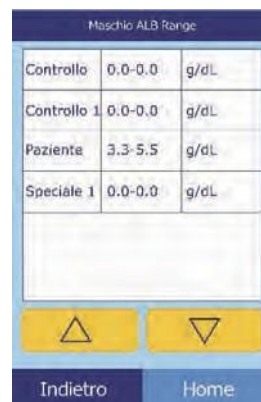 Maschio ALB Range
Controllo 0.0-0.0 g/dL
Controllo 1 0.0-0.0 g/dL
Paziente 3.3-5.5 g/dL
Speciale 1 0.0-0.0 g/dL
Indietro Home